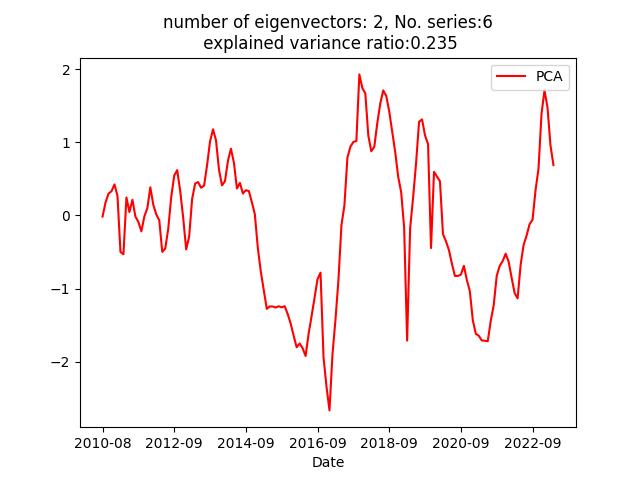 number of eigenvectors: 2, No. series:6
explained variance ratio:0.235
PCA
2
1
0
−1
−2
2010-08 2012-09 2014-09 2016-09 2018-09 2020-09 2022-09
Date